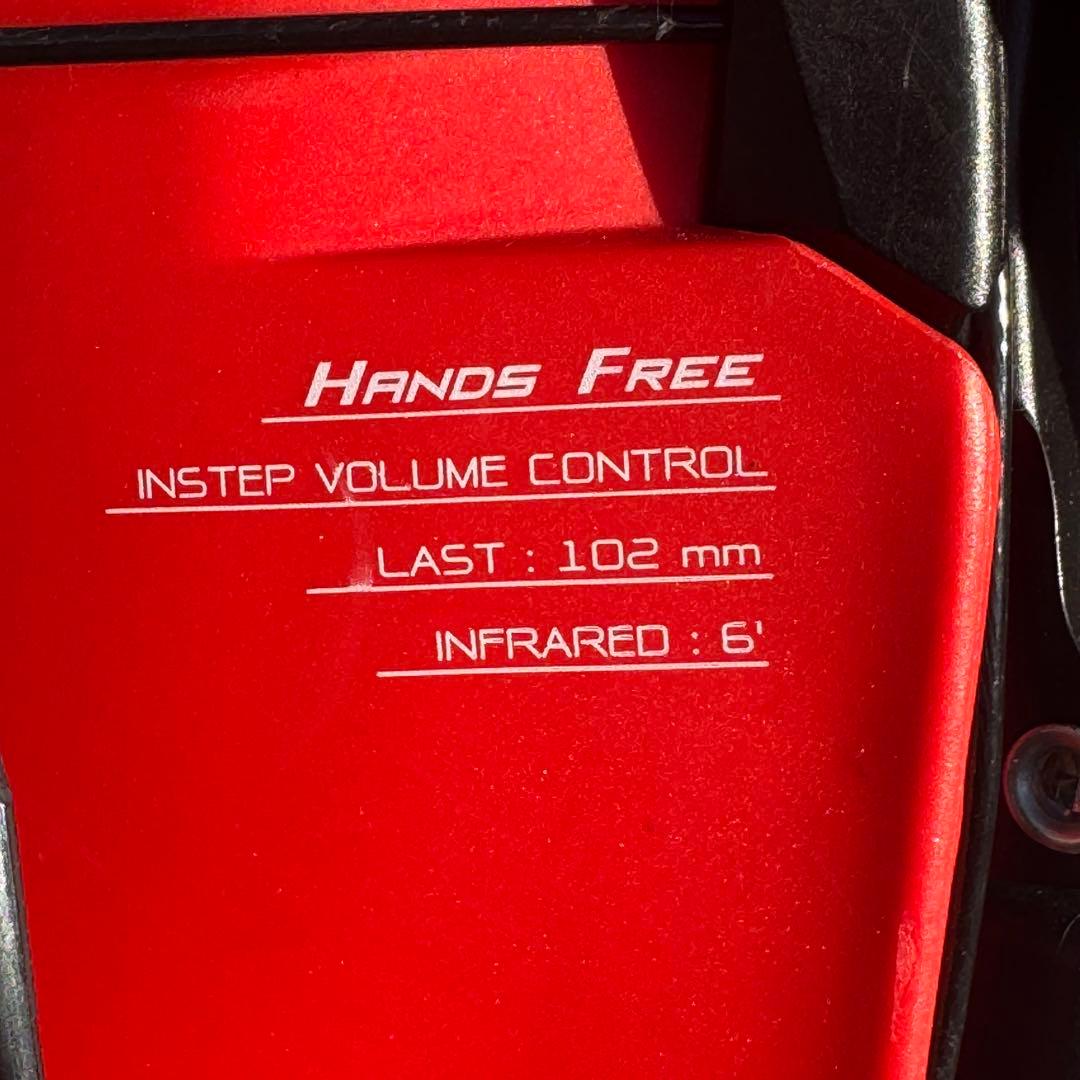 HANDS FREE
INSTEP VOLUME CONTROL
LAST : 102 mm
INFRARED : 6'